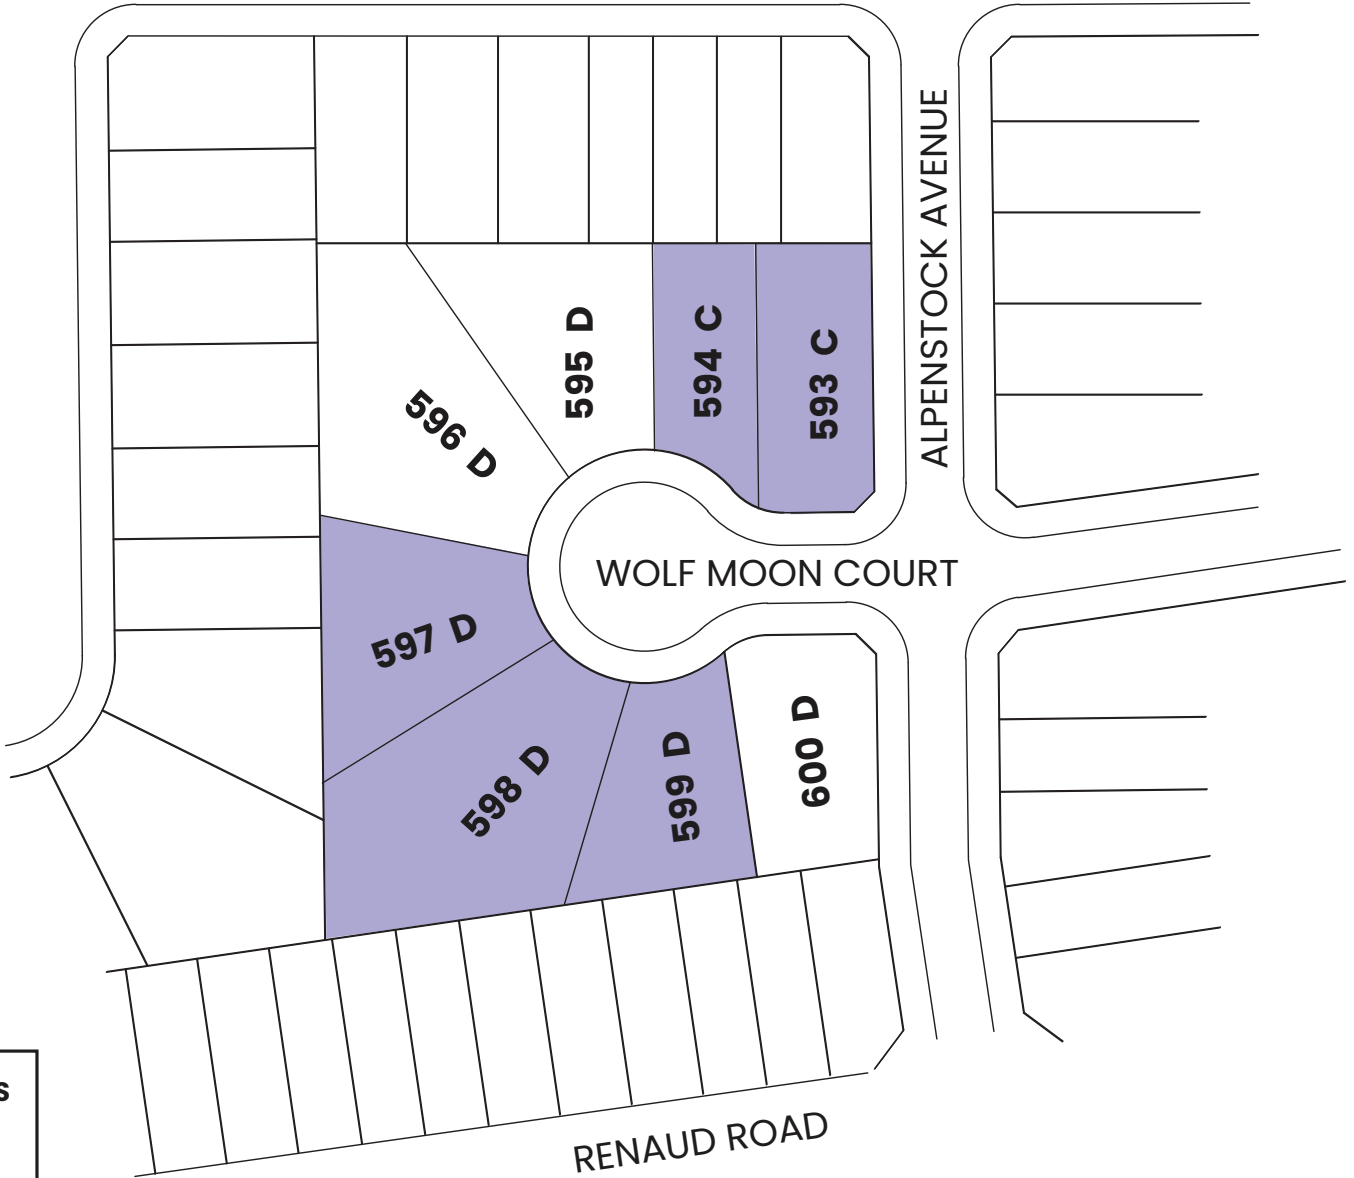 ALPENSTOCK AVENUE
595 D
594 C
593 C
596 D
WOLF MOON COURT
597 D
598 D
599 D
600 D
RENAUD ROAD